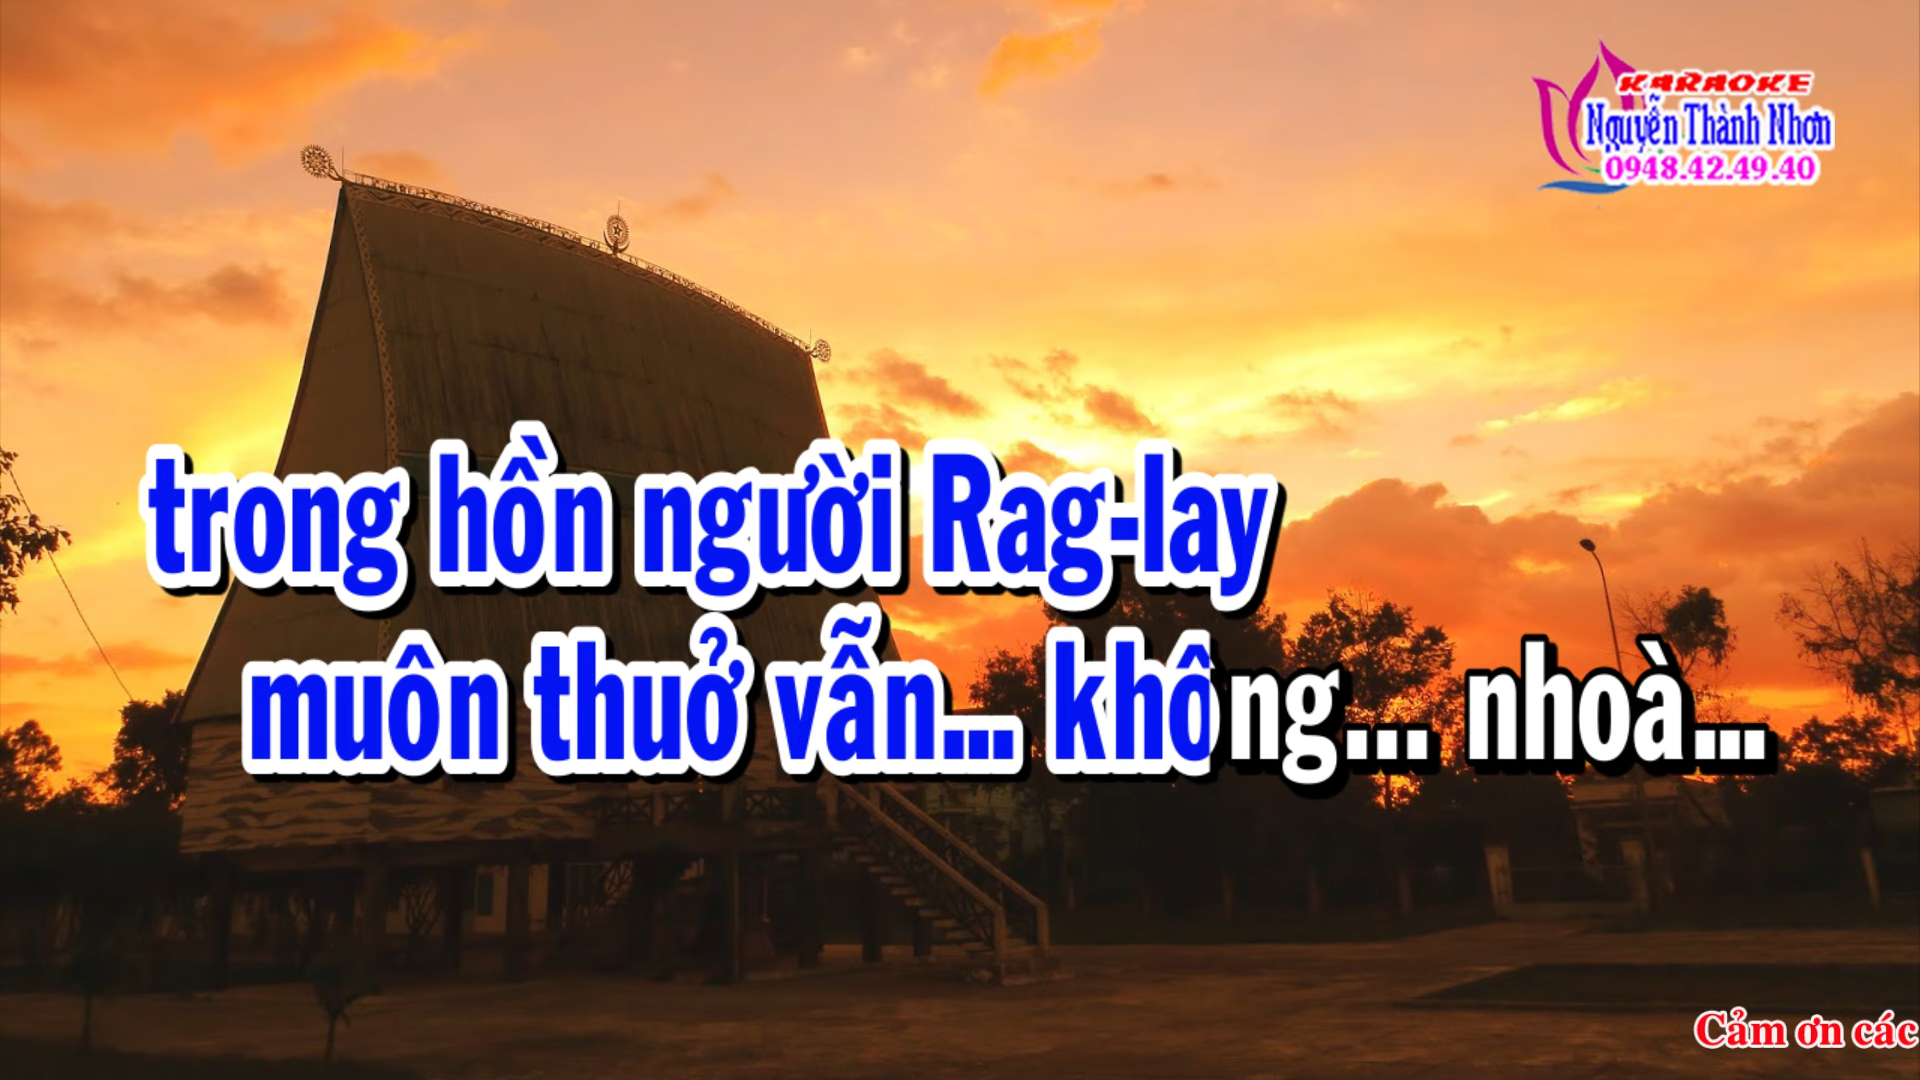 KARAOKE
Nguyễn Thành Nhơn
0948.42.49.40
trong hồn người Rag-lay
muôn thuở vẫn... không... nhoà...
Cảm ơn các